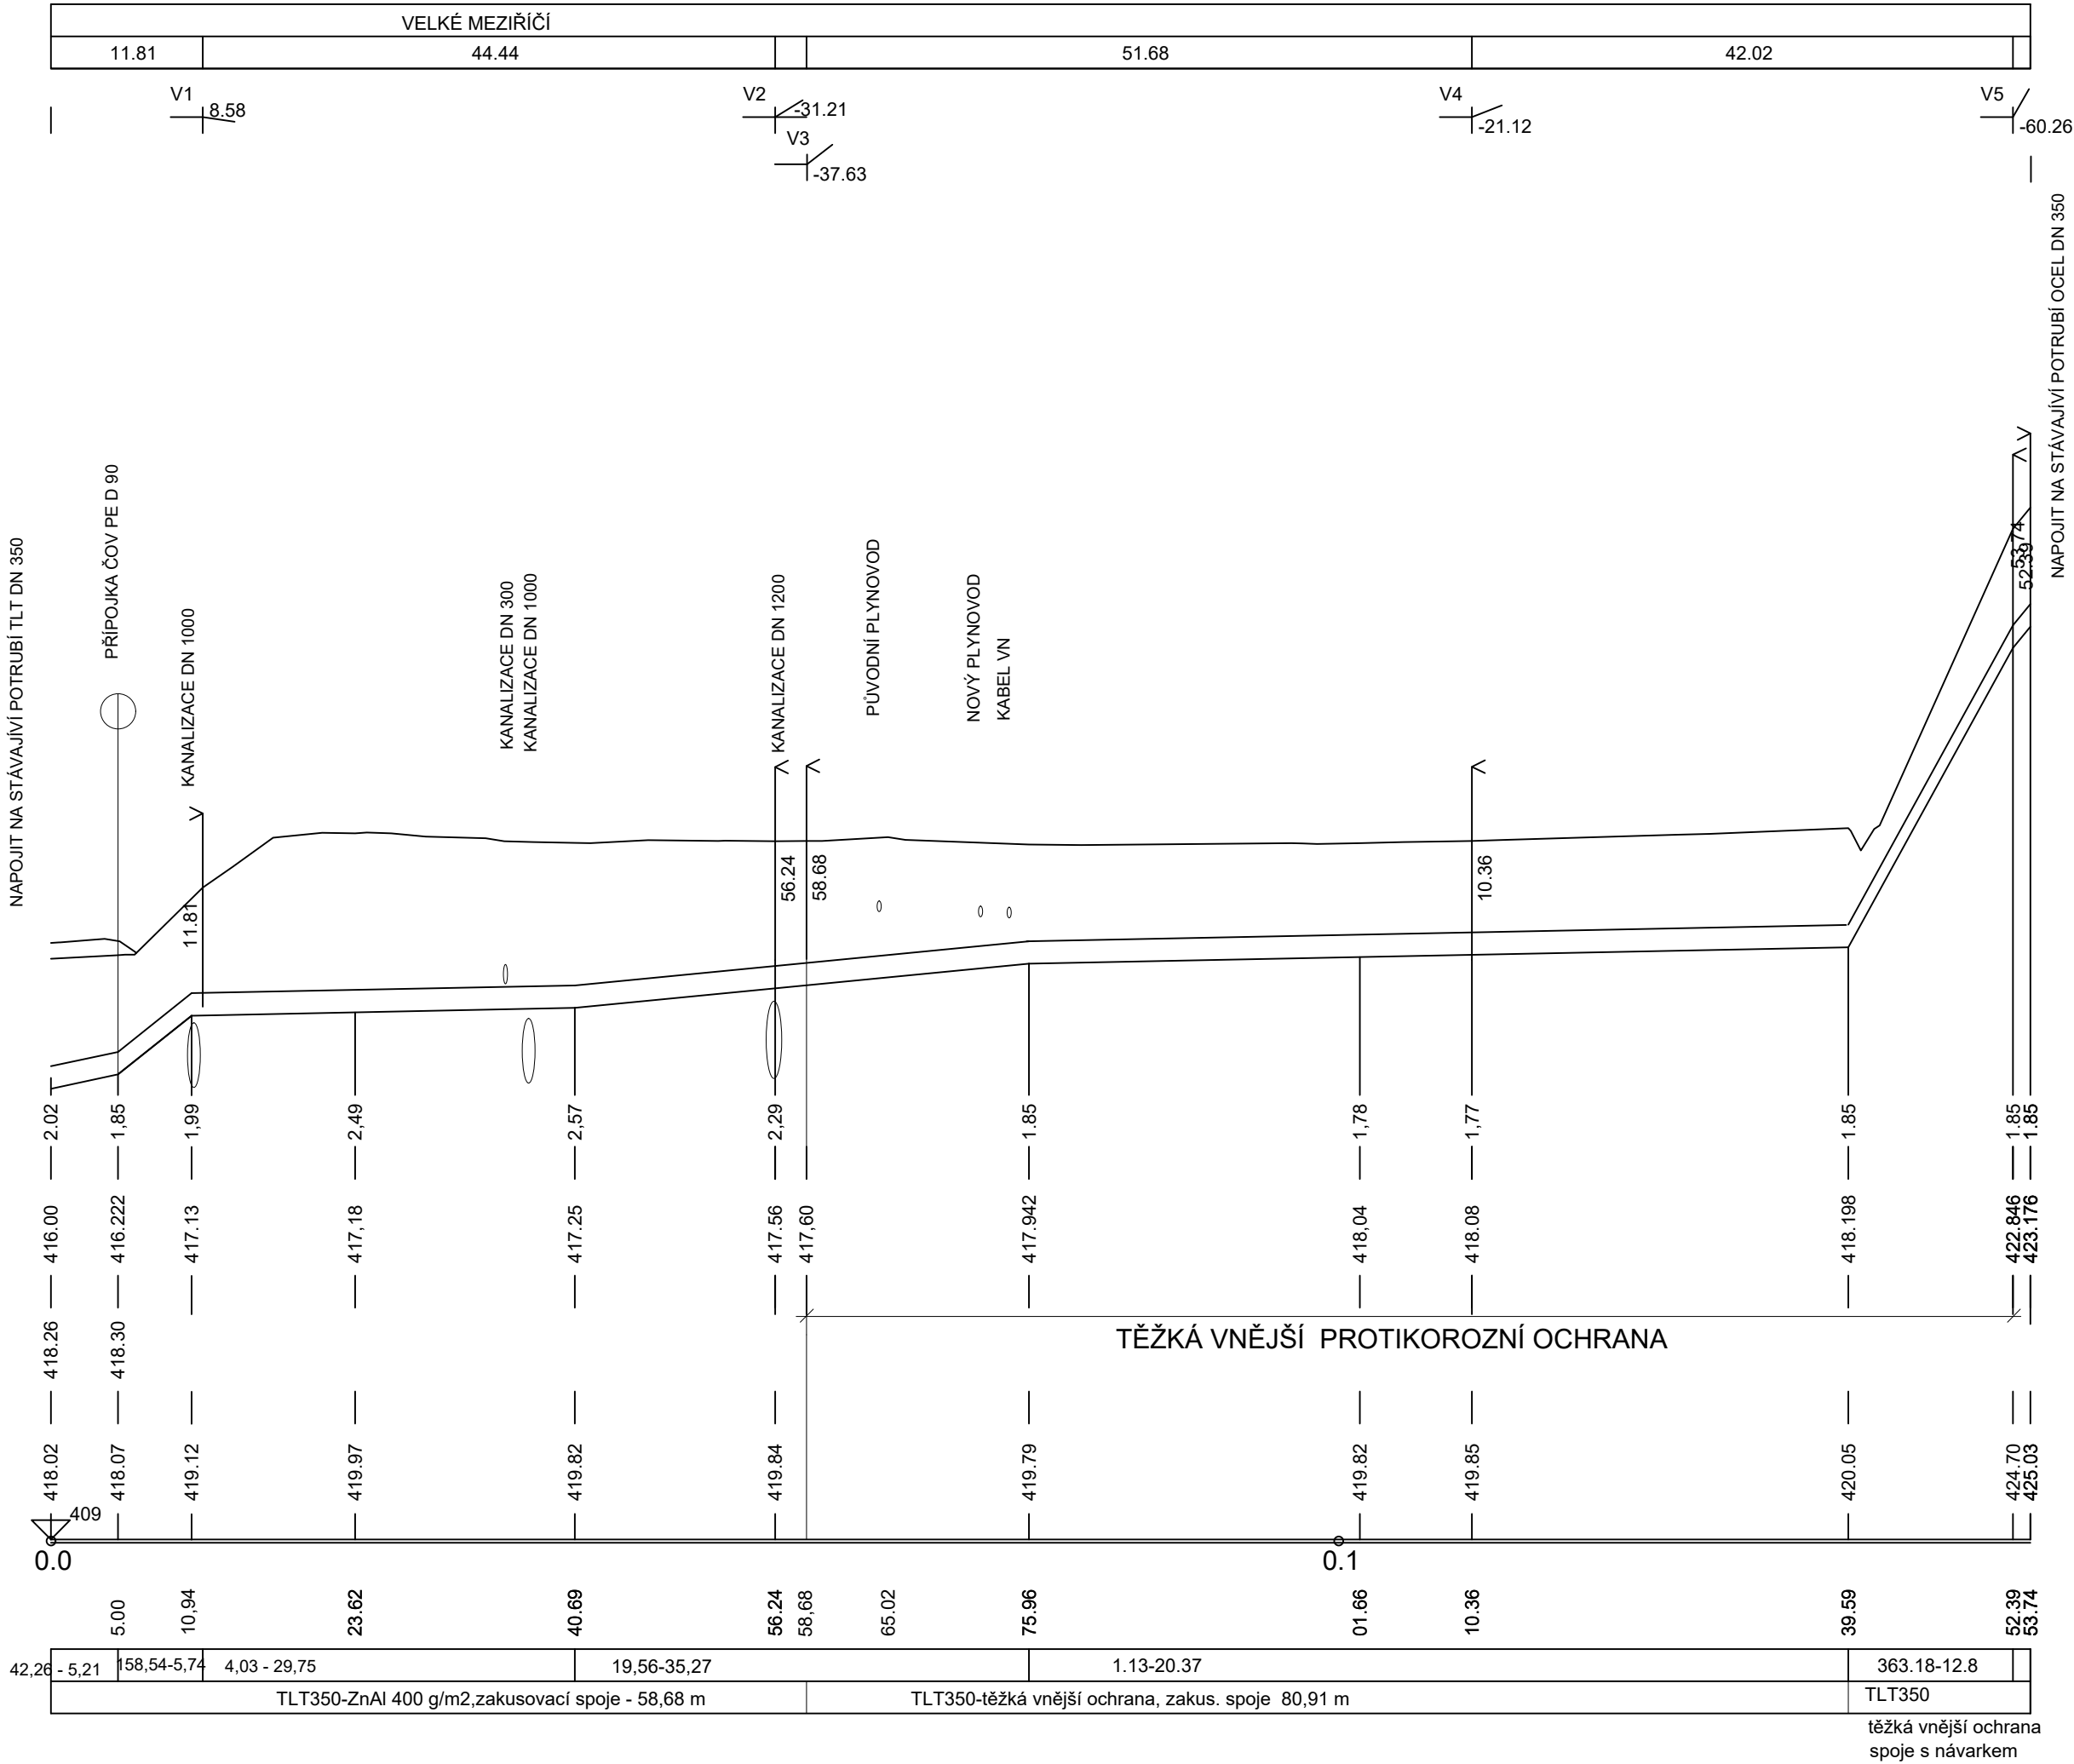 VELKÉ MEZIŘÍČÍ
11.81 44.44 51.68 42.02
V1 V2 V4 V5
8.58 -31.21 -21.12 -60.26
V3
-37.63
NAPOJIT NA STÁVAJÍVÍ POTRUBÍ TLT DN 350
PŘÍPOJKA ČOV PE D 90
KANALIZACE DN 1000
KANALIZACE DN 300
KANALIZACE DN 1000
KANALIZACE DN 1200
PŮVODNÍ PLYNOVOD
NOVÝ PLYNOVOD
KABEL VN
NAPOJIT NA STÁVAJÍVÍ POTRUBÍ OCEL DN 350
11.81 56.24 58.68 10.36 53.74 52.39
2.02 1,85 1,99 2,49 2,57 2,29 1.85 1,78 1,77 1.85 1.85 1.85
416.00 416.222 417.13 417,18 417.25 417.56 417,60 417.942 418,04 418.08 418.198 422.846 423.176
418.26 418.30
TĚŽKÁ VNĚJŠÍ PROTIKOROZNÍ OCHRANA
418.02 418.07 419.12 419.97 419.82 419.84 419.79 419.82 419.85 420.05 424.70 425.03
409
0.0 0.1
5.00 10,94 23.62 40.69 56.24 58,68 65.02 75.96 01.66 10.36 39.59 52.39 53.74
42,26 - 5,21 158,54-5,74 4,03 - 29,75 19,56-35,27 1.13-20.37 363.18-12.8
TLT350-ZnAl 400 g/m2,zakusovací spoje - 58,68 m TLT350-těžká vnější ochrana, zakus. spoje 80,91 m TLT350
těžká vnější ochrana
spoje s návarkem